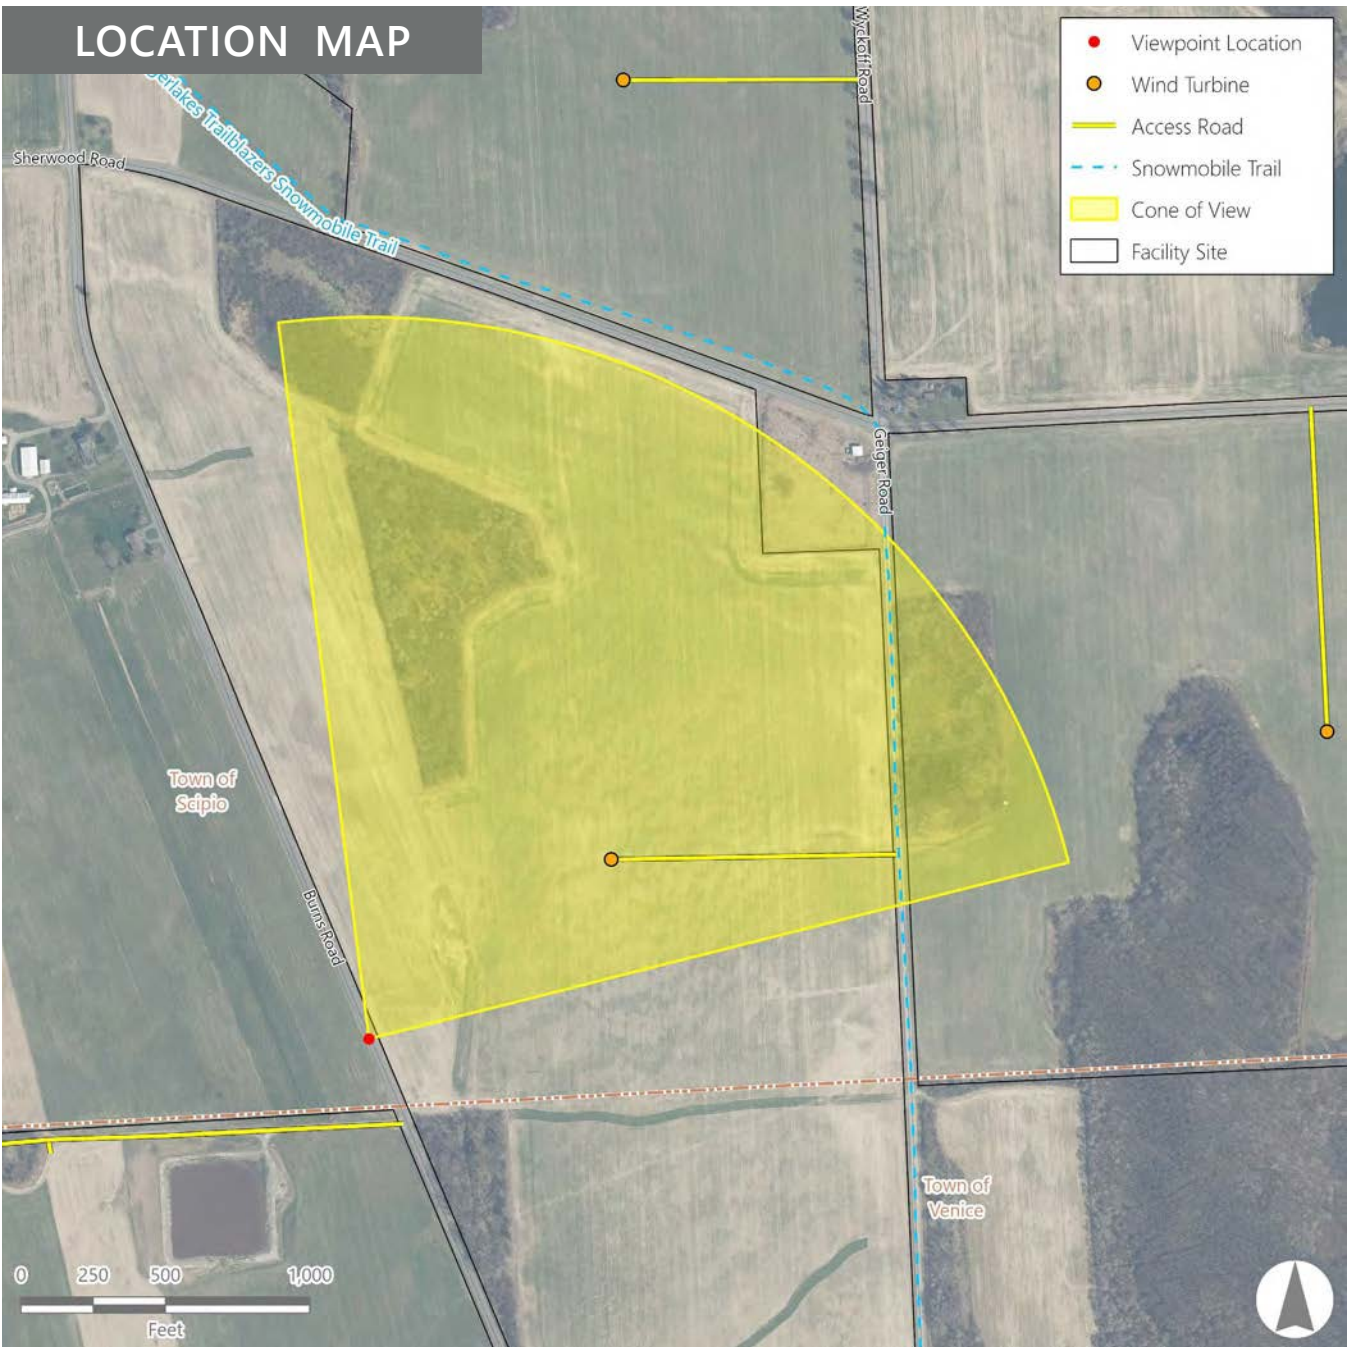 LOCATION MAP
Wyckoff Road
Viewpoint Location
Wind Turbine
Access Road
Snowmobile Trail
Cone of View
Facility Site
erlakes Trailblazers Snowmobile Trail
Sherwood Road
Geiger Road
Town of
Scipio
Burns Road
Town of
Venice
0 250 500 1,000
Feet